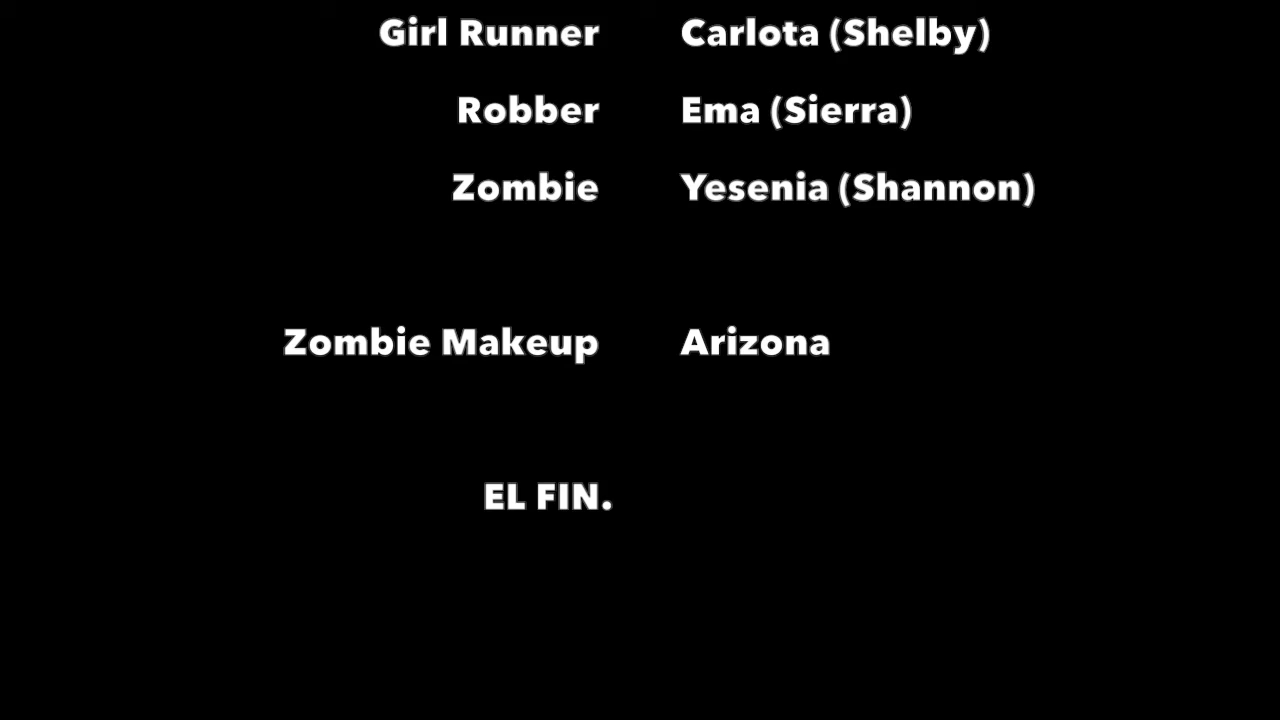 Girl Runner Carlota (Shelby)
Robber Ema (Sierra)
Zombie Yesenia (Shannon)
Zombie Makeup Arizona
EL FIN.